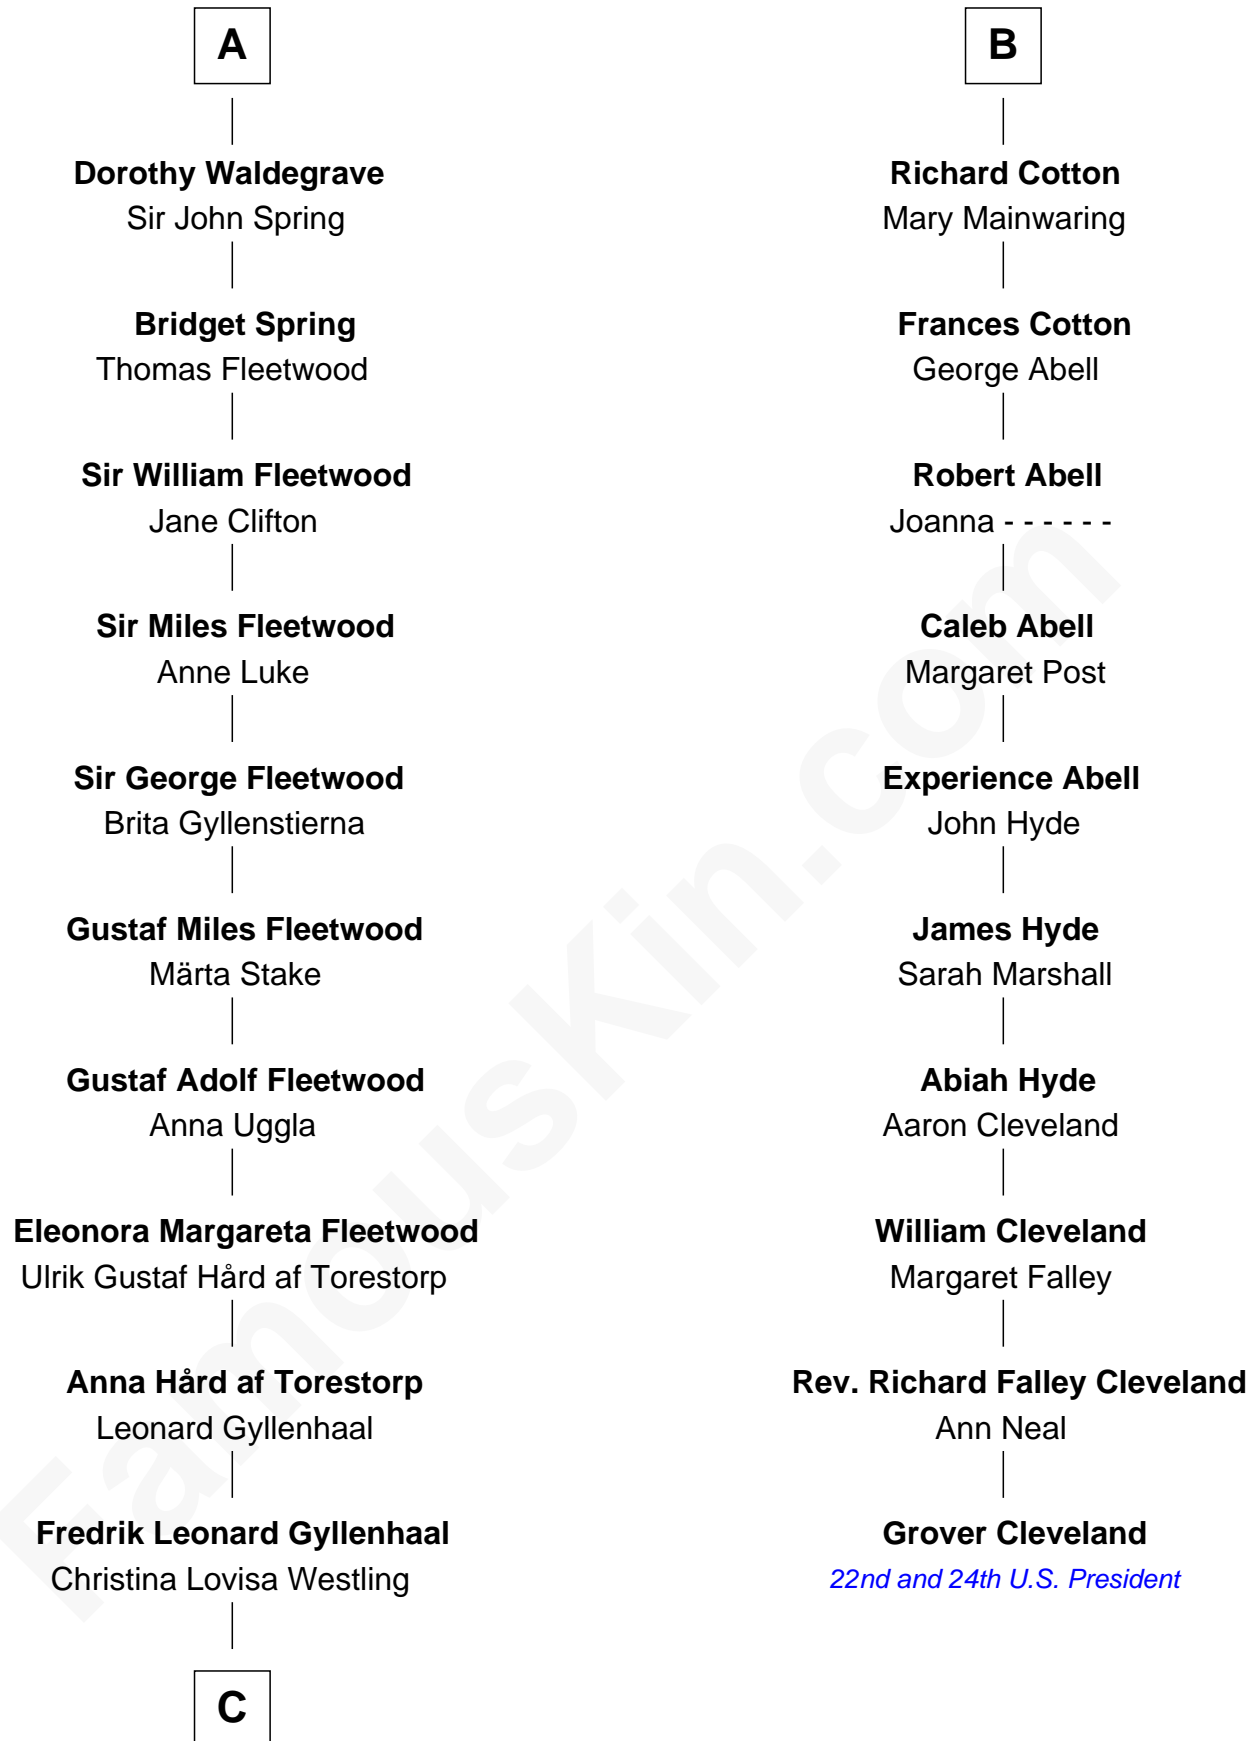 A
Dorothy Waldegrave
Sir John Spring
Bridget Spring
Thomas Fleetwood
Sir William Fleetwood
Jane Clifton
Sir Miles Fleetwood
Anne Luke
Sir George Fleetwood
Brita Gyllenstierna
Gustaf Miles Fleetwood
Märta Stake
Gustaf Adolf Fleetwood
Anna Uggla
Eleonora Margareta Fleetwood
Ulrik Gustaf Hård af Torestorp
Anna Hård af Torestorp
Leonard Gyllenhaal
Fredrik Leonard Gyllenhaal
Christina Lovisa Westling
C
B
Richard Cotton
Mary Mainwaring
Frances Cotton
George Abell
Robert Abell
Joanna - - - - - -
Caleb Abell
Margaret Post
Experience Abell
John Hyde
James Hyde
Sarah Marshall
Abiah Hyde
Aaron Cleveland
William Cleveland
Margaret Falley
Rev. Richard Falley Cleveland
Ann Neal
Grover Cleveland
22nd and 24th U.S. President
FamousKin.com